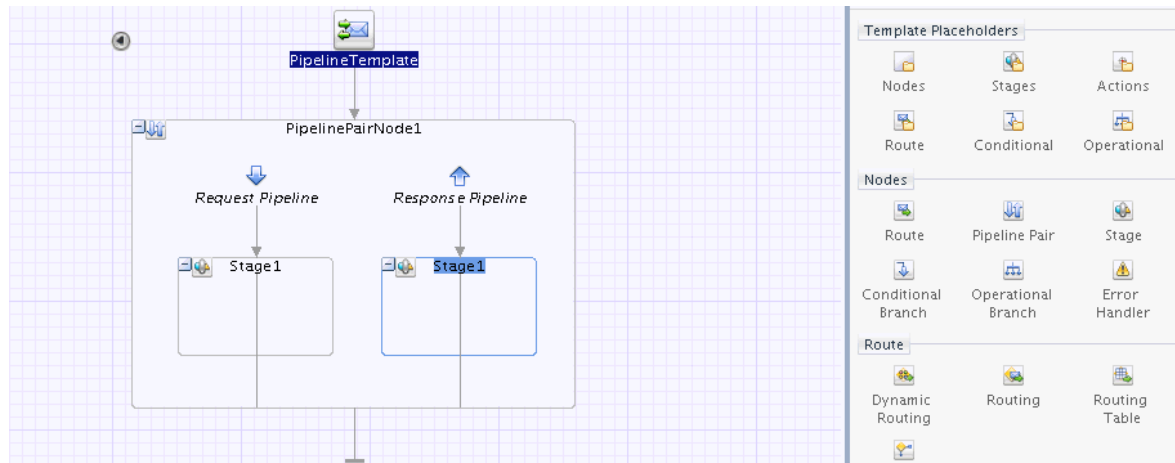 PipelineTemplate
PipelinePairNode1
Request Pipeline Response Pipeline
Stage1 Stage1
Template Placeholders
Nodes Stages Actions
Route Conditional Operational
Nodes
Route Pipeline Pair Stage
Conditional Operational Error
Branch Branch Handler
Route
Dynamic Routing Routing
Routing Table